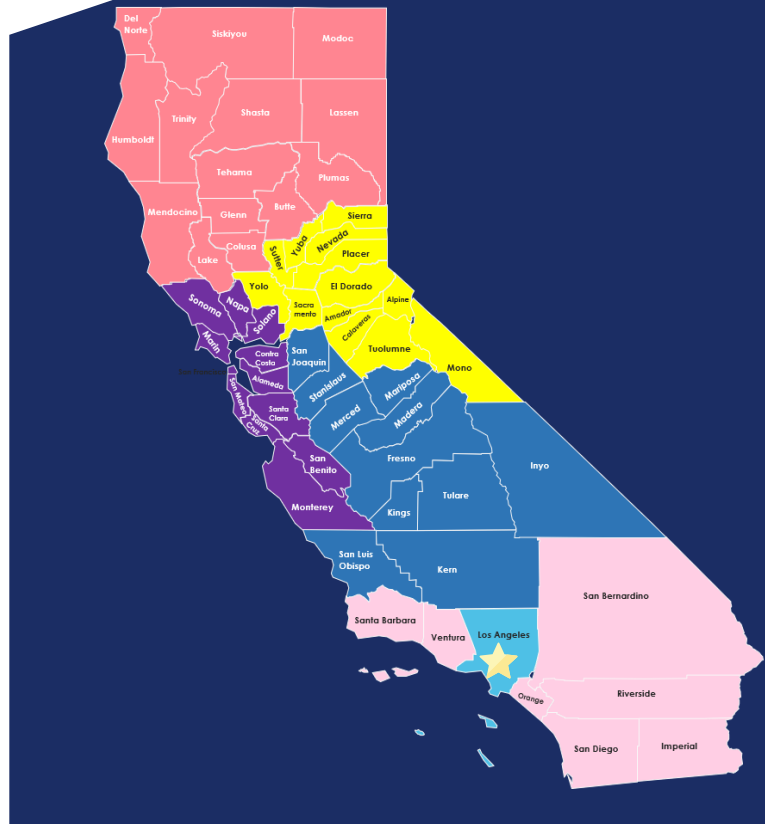 Del
Norte
Siskiyou
Modoc
Humboldt
Trinity
Shasta
Lassen
Tehama
Plumas
Mendocino
Glenn
Butte
Sierra
Lake
Colusa
Sutter
Yuba
Nevada
Placer
Yolo
El Dorado
Sonoma
Napa
Solano
Sacra
mento
Amador
Alpine
Calaveras
Marin
Contra
Costa
San
Joaquin
Tuolumne
Mono
San Francisco
Alameda
Stanislaus
Mariposa
San Mateo
Santa
Clara
Santa
Cruz
Merced
Madera
San
Benito
Fresno
Inyo
Monterey
Kings
Tulare
San Luis
Obispo
Kern
San Bernardino
Santa Barbara
Ventura
Los Angeles
Orange
Riverside
San Diego
Imperial